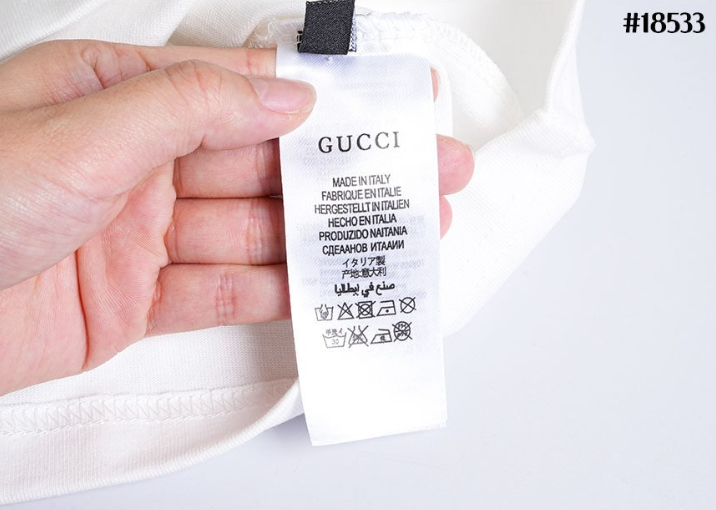 #18533
GUCCI
MADE IN ITALY
FABRIQUE EN ITALIE
HERGESTELLT IN ITALIEN
HECHO EN ITALIA
PRODUZIDO NAITANIA
СДЕААНОВ ИТААИИ
イタリア製
产地:意大利
صنع في إيطاليا